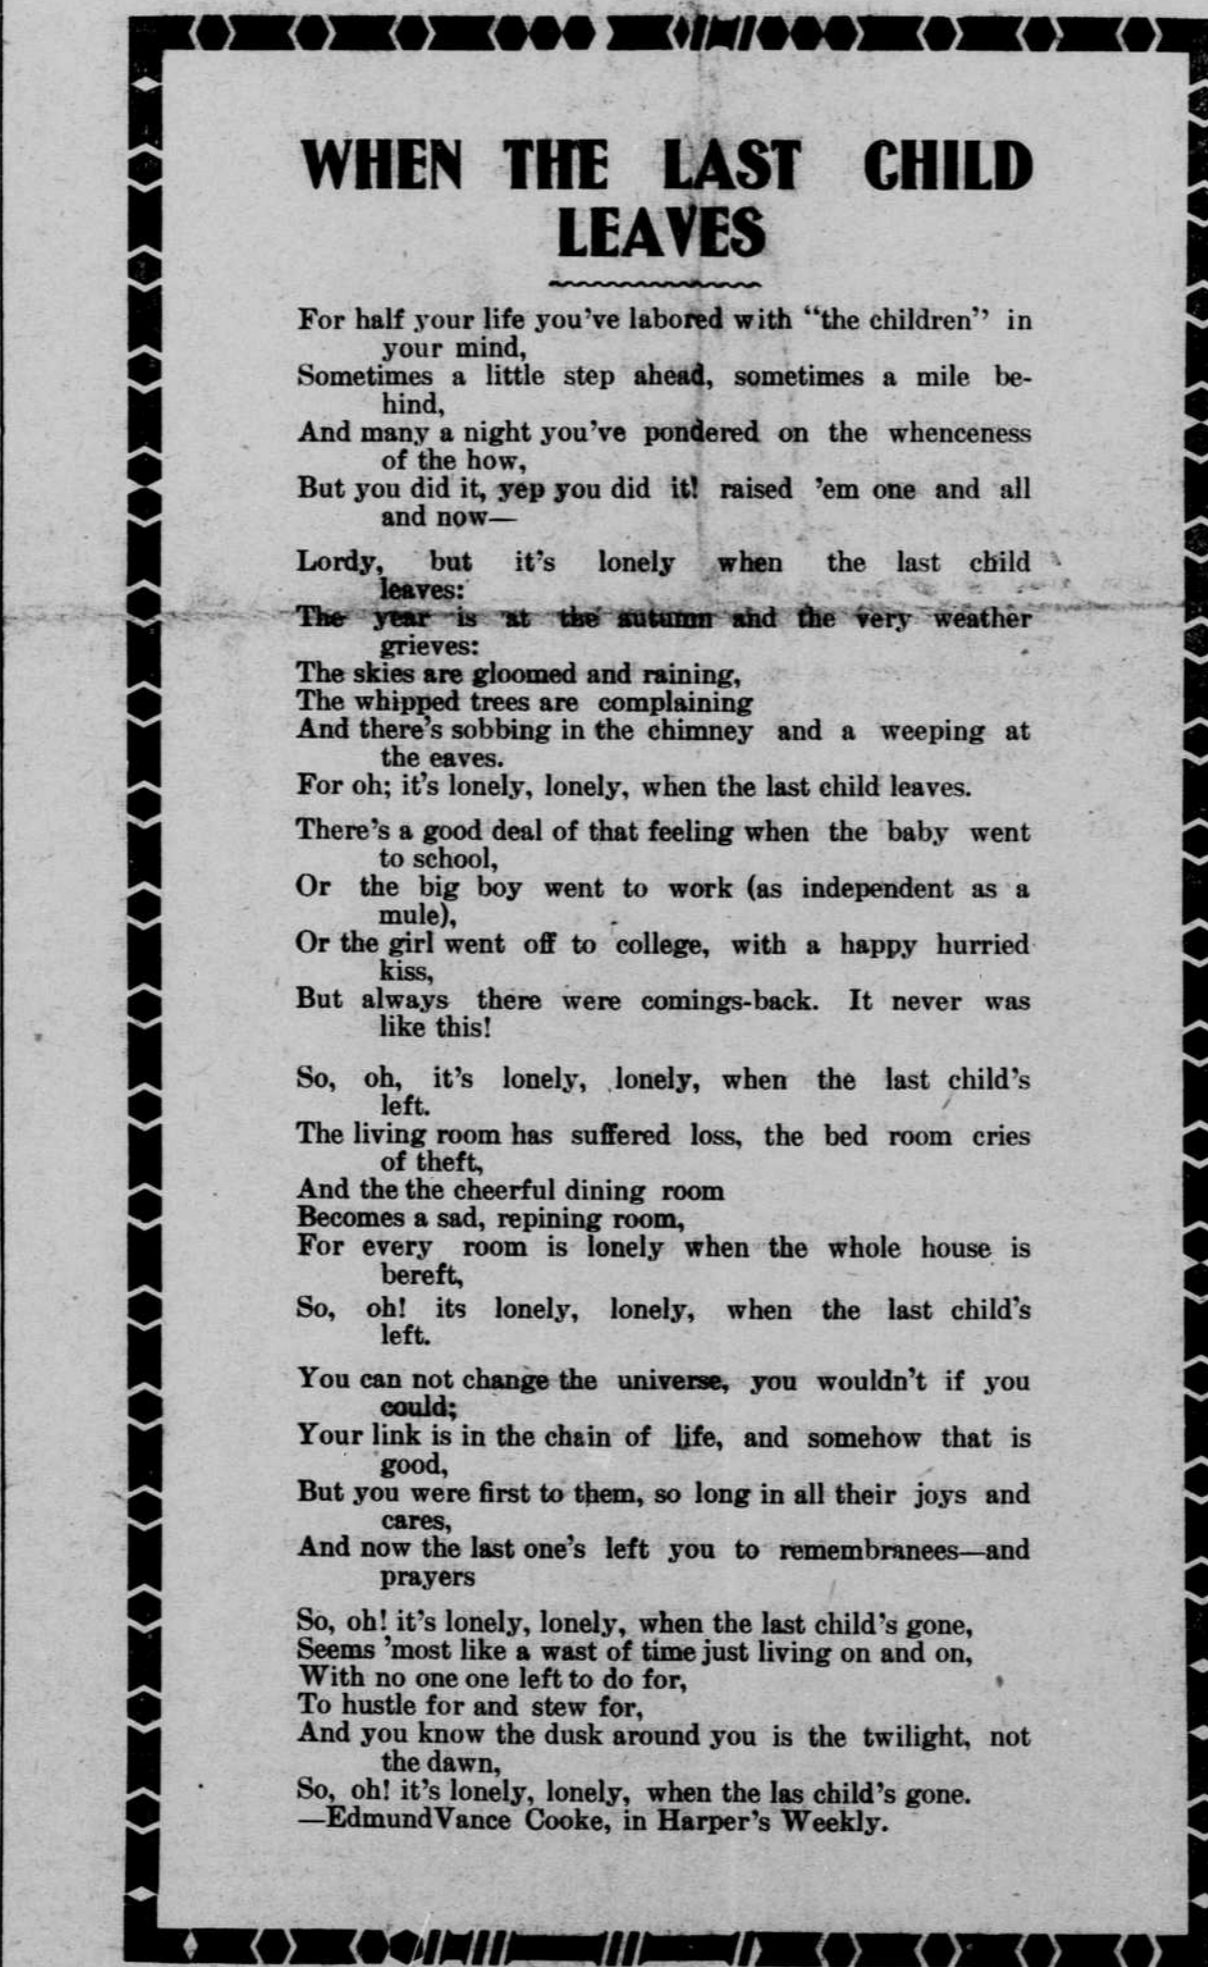 WHEN THE LAST CHILD
LEAVES
For half your life you've labored with "the children" in
your mind,
Sometimes a little step ahead, sometimes a mile be-
hind,
And many a night you've pondered on the whenceness
of the how,
But you did it, yep you did it! raised 'em one and all
and now—
Lordy, but it's lonely when the last child
leaves:
The year is at the autumn and the very weather
grieves:
The skies are gloomed and raining,
The whipped trees are complaining
And there's sobbing in the chimney and a weeping at
the eaves.
For oh; it's lonely, lonely, when the last child leaves.
There's a good deal of that feeling when the baby went
to school,
Or the big boy went to work (as independent as a
mule),
Or the girl went off to college, with a happy hurried
kiss,
But always there were comings-back. It never was
like this!
So, oh, it's lonely, lonely, when the last child's
left.
The living room has suffered loss, the bed room cries
of theft,
And the the cheerful dining room
Becomes a sad, repining room,
For every room is lonely when the whole house is
bereft,
So, oh! its lonely, lonely, when the last child's
left.
You can not change the universe, you wouldn't if you
could;
Your link is in the chain of life, and somehow that is
good,
But you were first to them, so long in all their joys and
cares,
And now the last one's left you to remembranees—and
prayers
So, oh! it's lonely, lonely, when the last child's gone,
Seems 'most like a wast of time just living on and on,
With no one one left to do for,
To hustle for and stew for,
And you know the dusk around you is the twilight, not
the dawn,
So, oh! it's lonely, lonely, when the las child's gone.
—Edmund Vance Cooke, in Harper's Weekly.